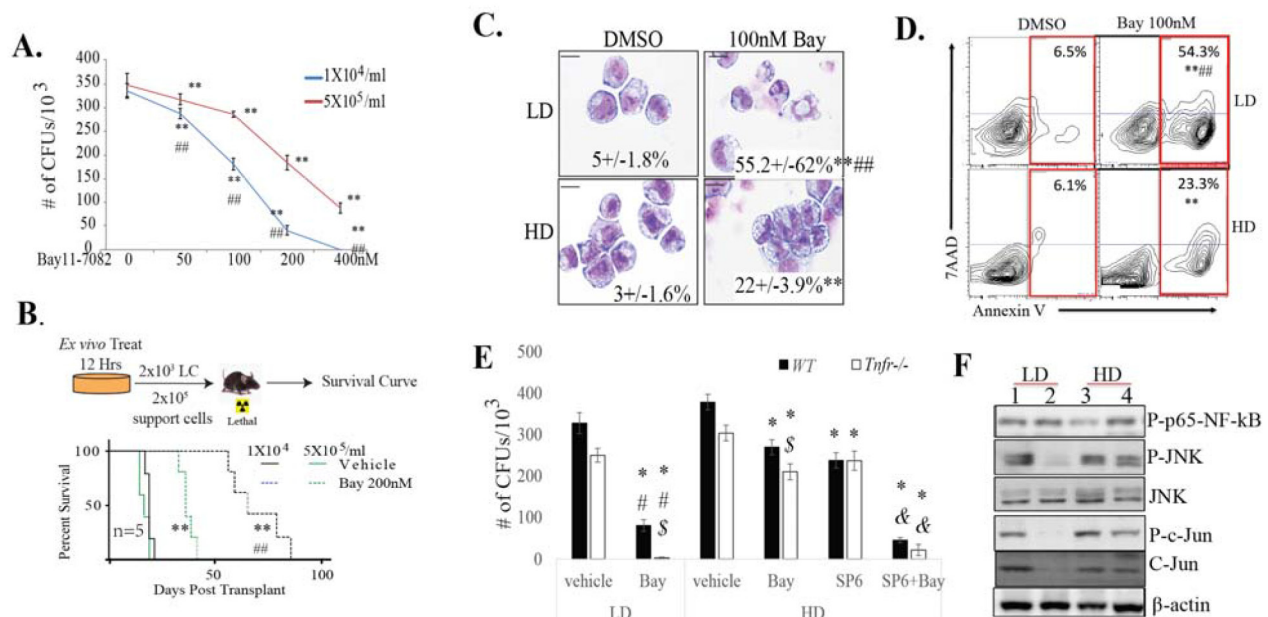 A.
# of CFUs/10³
400
350
300
250
200
150
100
50
0
1X10⁴/ml
5X10⁵/ml
**
**
**
**
**
##
**
##
**
##
**
##
Bay11-7082
0
50
100
200
400nM
B.
Ex vivo Treat
12 Hrs
2x10³ LC
2x10⁵
support cells
Lethal
Survival Curve
1X10⁴
5X10⁵/ml
Vehicle
Bay 200nM
Percent Survival
100
50
n=5
**
**
##
50
100
Days Post Transplant
C.
DMSO
100nM Bay
LD
5+/-1.8%
55.2+/-62%**##
HD
3+/-1.6%
22+/-3.9%**
D.
DMSO
Bay 100nM
6.5%
54.3%
**##
LD
6.1%
23.3%
**
HD
7AAD
Annexin V
E
# of CFUs/10³
500
400
300
200
100
0
WT
Tnfr-/-
* *
# #
$
* *
$
* *
* *
& &
vehicle
Bay
vehicle
Bay
SP6
SP6+Bay
LD
HD
F
LD
HD
1 2 3 4
P-p65-NF-kB
P-JNK
JNK
P-c-Jun
C-Jun
β-actin